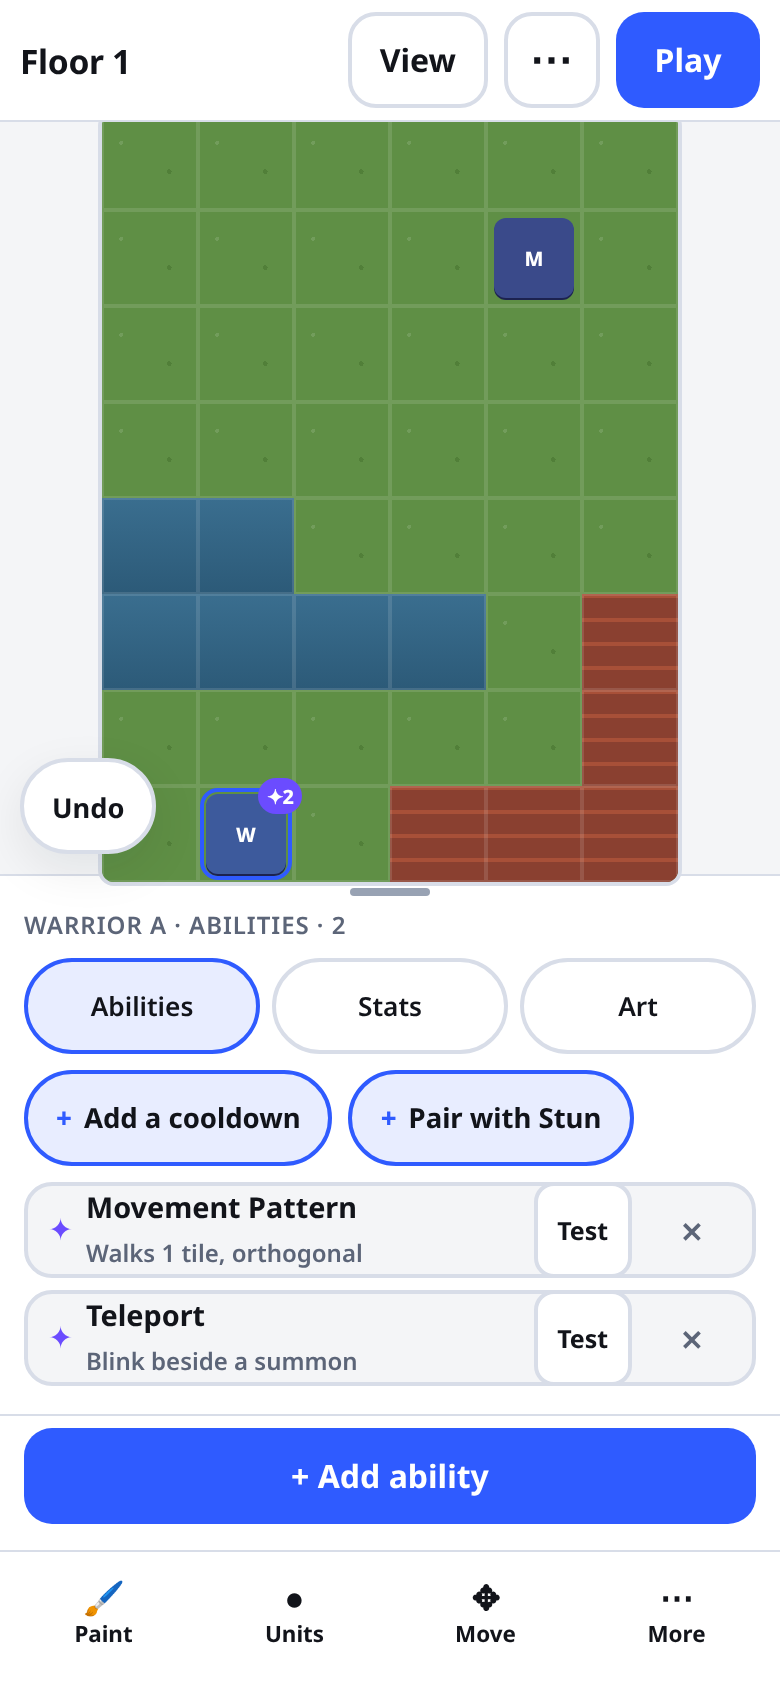 Floor 1
View
...
Play
M
Undo
W
✦2
WARRIOR A · ABILITIES · 2
Abilities
Stats
Art
+ Add a cooldown
+ Pair with Stun
Movement Pattern
Walks 1 tile, orthogonal
Test
×
Teleport
Blink beside a summon
Test
×
+ Add ability
Paint
Units
Move
More